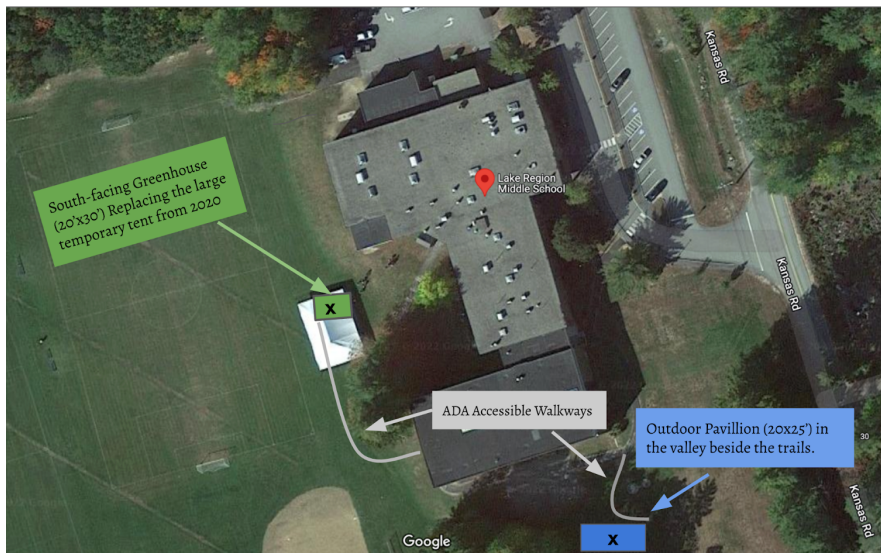 Kansas Rd
South-facing Greenhouse
(20'x30') Replacing the large
temporary tent from 2020
Lake Region
Middle School
Kansas Rd
X
ADA Accessible Walkways
Outdoor Pavillion (20x25') in
the valley beside the trails.
30
Kansas Rd
Google
X